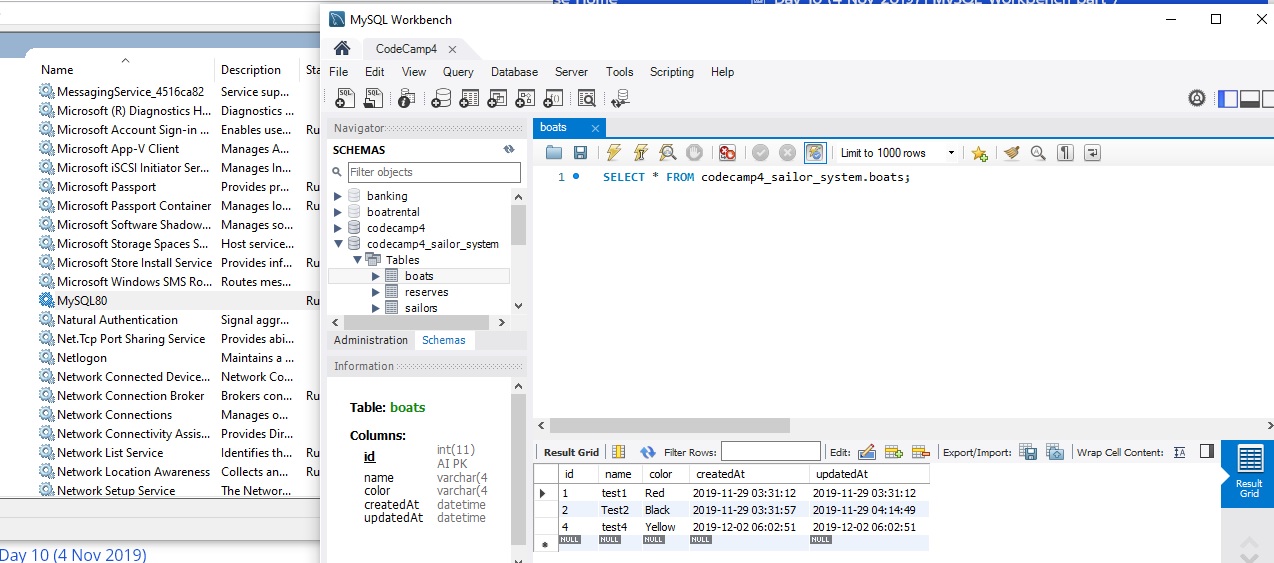 Day 10 (4 Nov 2019) | MySQL Workbench part
MySQL Workbench
CodeCamp4
File Edit View Query Database Server Tools Scripting Help
Name Description
MessagingService_4516ca82 Service sup...
Microsoft (R) Diagnostics H... Diagnostics ...
Microsoft Account Sign-in ... Enables use... Ru
Microsoft App-V Client Manages A...
Microsoft iSCSI Initiator Ser... Manages In...
Microsoft Passport Provides pr... Ru
Microsoft Passport Container Manages lo... Ru
Microsoft Software Shadow... Manages so...
Microsoft Storage Spaces S... Host service...
Microsoft Store Install Service Provides inf... Ru
Microsoft Windows SMS Ro... Routes mes...
MySQL80 Ru
Natural Authentication Signal aggr...
Net.Tcp Port Sharing Service Provides abi...
Netlogon Maintains a ...
Network Connected Device... Network Co...
Network Connection Broker Brokers con... Ru
Network Connections Manages o...
Network Connectivity Assis... Provides Dir...
Network List Service Identifies th... Ru
Network Location Awareness Collects an... Ru
Network Setup Service The Networ...
Day 10 (4 Nov 2019)
Navigator
SCHEMAS
Filter objects
banking
boatrental
codecamp4
codecamp4_sailor_system
Tables
boats
reserves
sailors
Administration Schemas
Information
Table: boats
Columns:
id int(11)
AI PK
name varchar(4
color varchar(4
createdAt datetime
updatedAt datetime
boats
Limit to 1000 rows
1 SELECT * FROM codecamp4_sailor_system.boats;
Result Grid Filter Rows: Edit: Export/Import: Wrap Cell Content:
id name color createdAt updatedAt
1 test1 Red 2019-11-29 03:31:12 2019-11-29 03:31:12
2 Test2 Black 2019-11-29 03:31:57 2019-11-29 04:14:49
4 test4 Yellow 2019-12-02 06:02:51 2019-12-02 06:02:51
NULL NULL NULL NULL NULL
Result
Grid